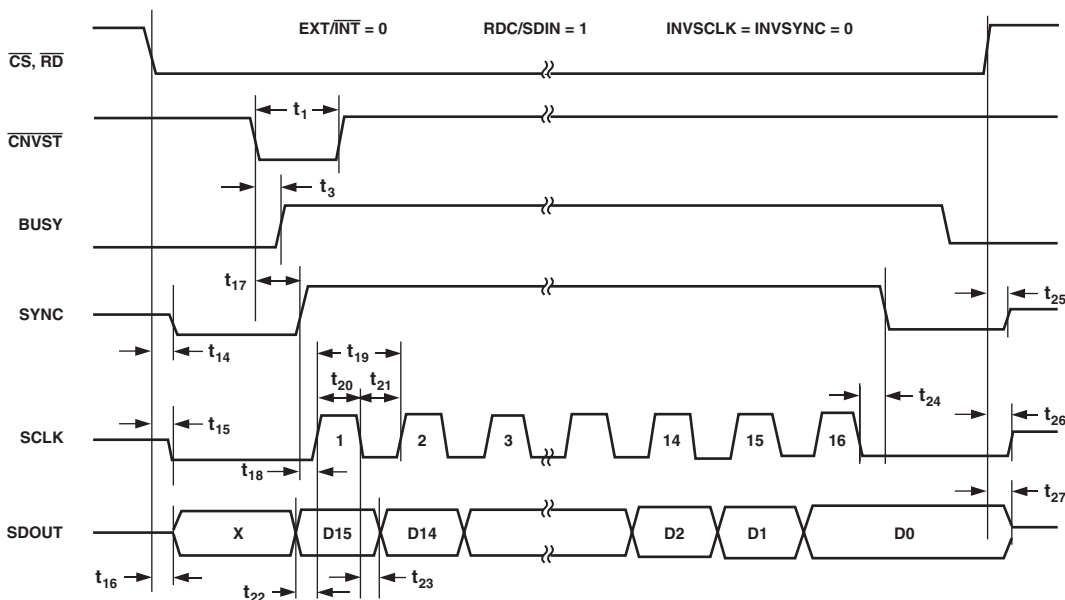 EXT/INT = 0 RDC/SDIN = 1 INVSCLK = INVSYNC = 0
CS, RD
t1
CNVST
t3
BUSY
t17
SYNC
t25
t14
t19
t20 t21
t24
t15
t26
SCLK
1 2 3 14 15 16
t18
t27
SDOUT
X D15 D14 D2 D1 D0
t16
t22
t23